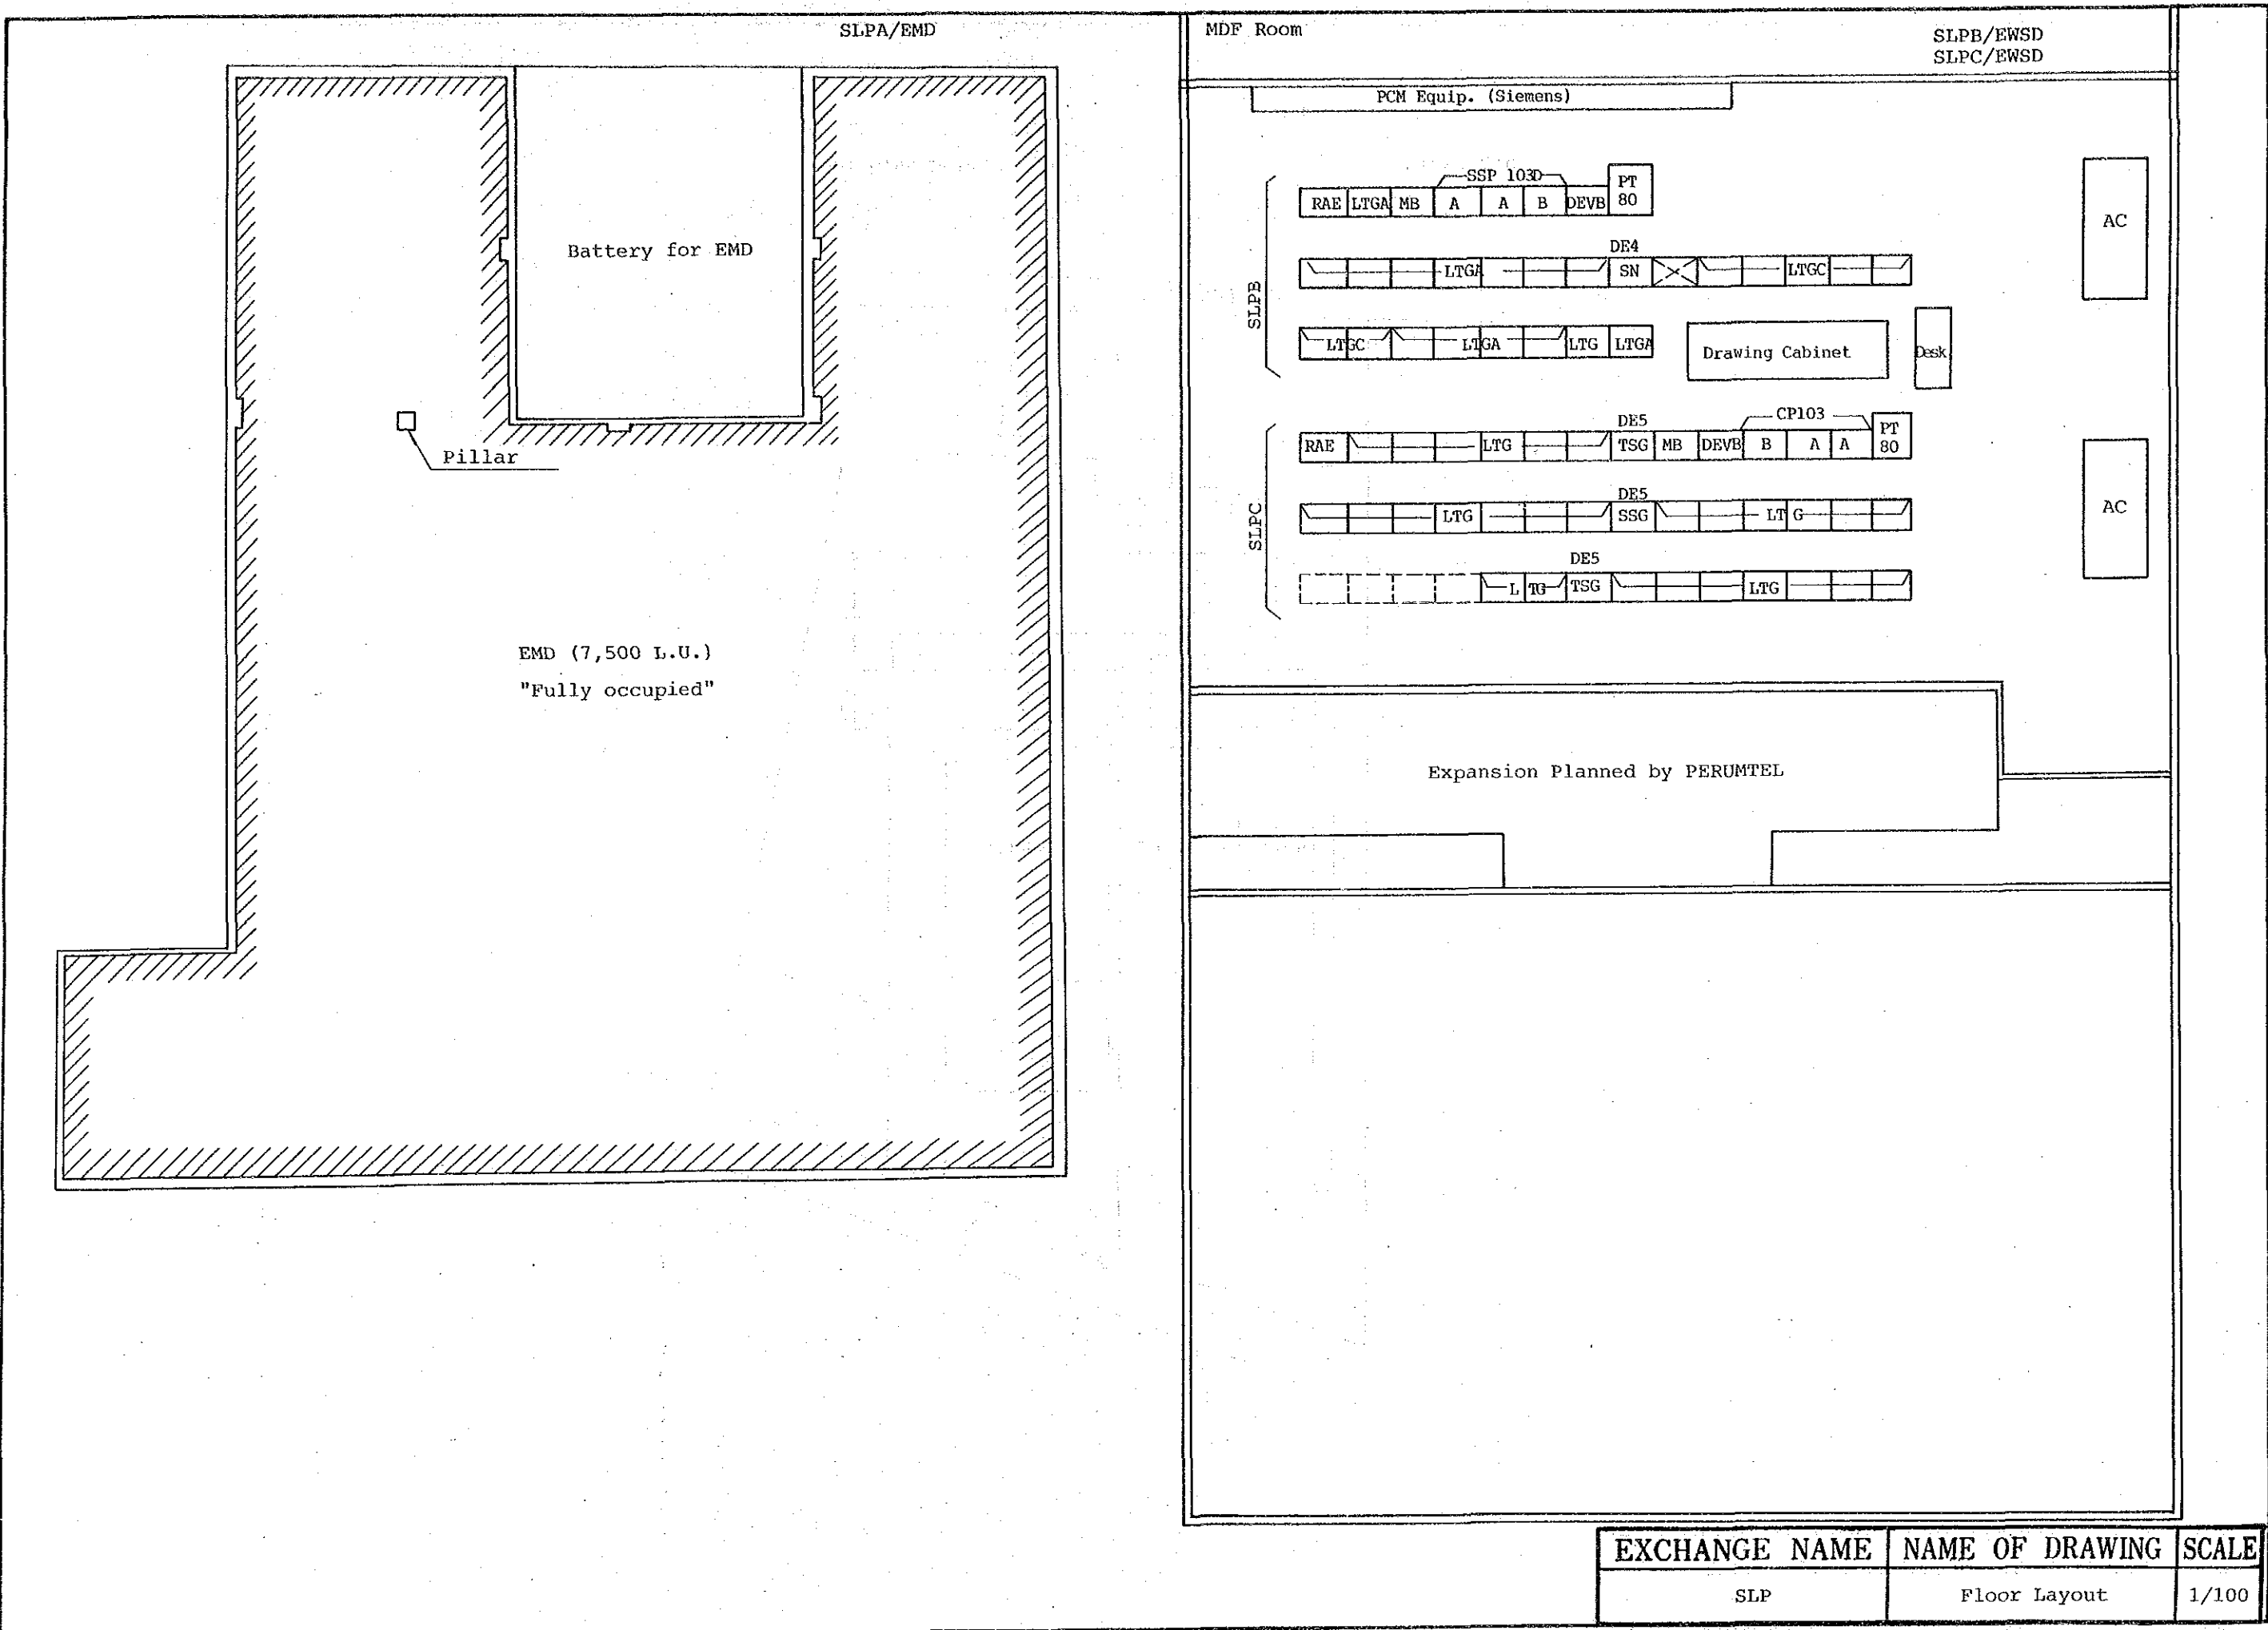 SLPA/EMD
Battery for EMD
Pillar
EMD (7,500 L.U.)
"Fully occupied"
MDF Room
SLPB/EWSD
SLPC/EWSD
PCM Equip. (Siemens)
SLPB
SSP 103D
RAE LTGA MB A A B DEVB PT 80
DE4
LTGA SN LTGC
LTGC LTGA LTG LTGA
Drawing Cabinet
Desk
AC
SLPC
DE5 CP103
RAE LTG TSG MB DEVB B A A PT 80
DE5
LTG SSG LTG
DE5
LTG TSG LTG
AC
Expansion Planned by PERUMTEL
EXCHANGE NAME NAME OF DRAWING SCALE
SLP Floor Layout 1/100